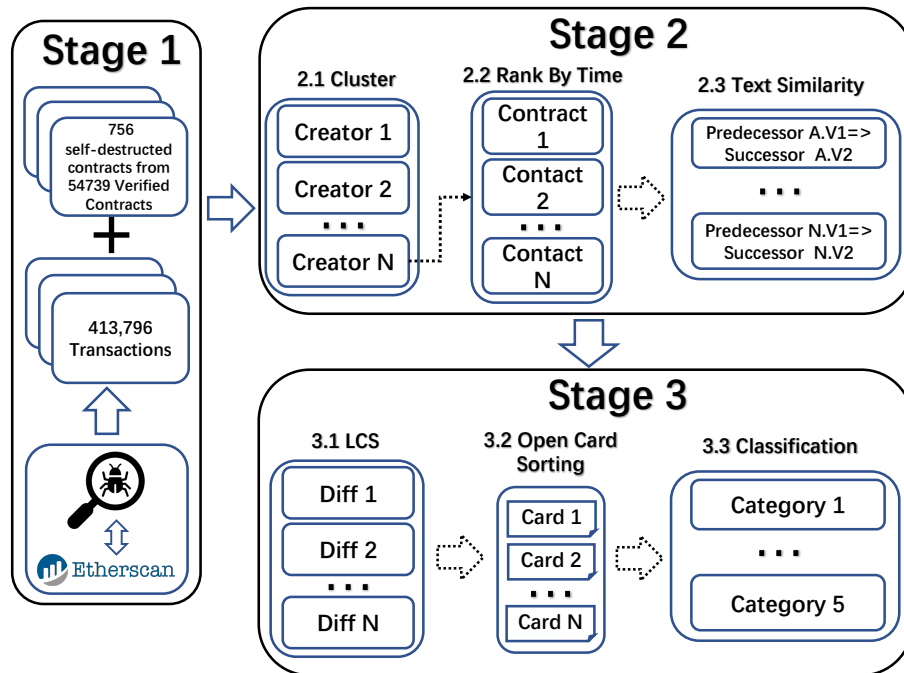 Stage 1
756
self-destructed
contracts from
54739 Verified
Contracts
+
413,796
Transactions
Etherscan
Stage 2
2.1 Cluster
Creator 1
Creator 2
...
Creator N
2.2 Rank By Time
Contract
1
Contact
2
...
Contact
N
2.3 Text Similarity
Predecessor A.V1=>
Successor A.V2
...
Predecessor N.V1=>
Successor N.V2
Stage 3
3.1 LCS
Diff 1
Diff 2
...
Diff N
3.2 Open Card
Sorting
Card 1
Card 2
...
Card N
3.3 Classification
Category 1
...
Category 5